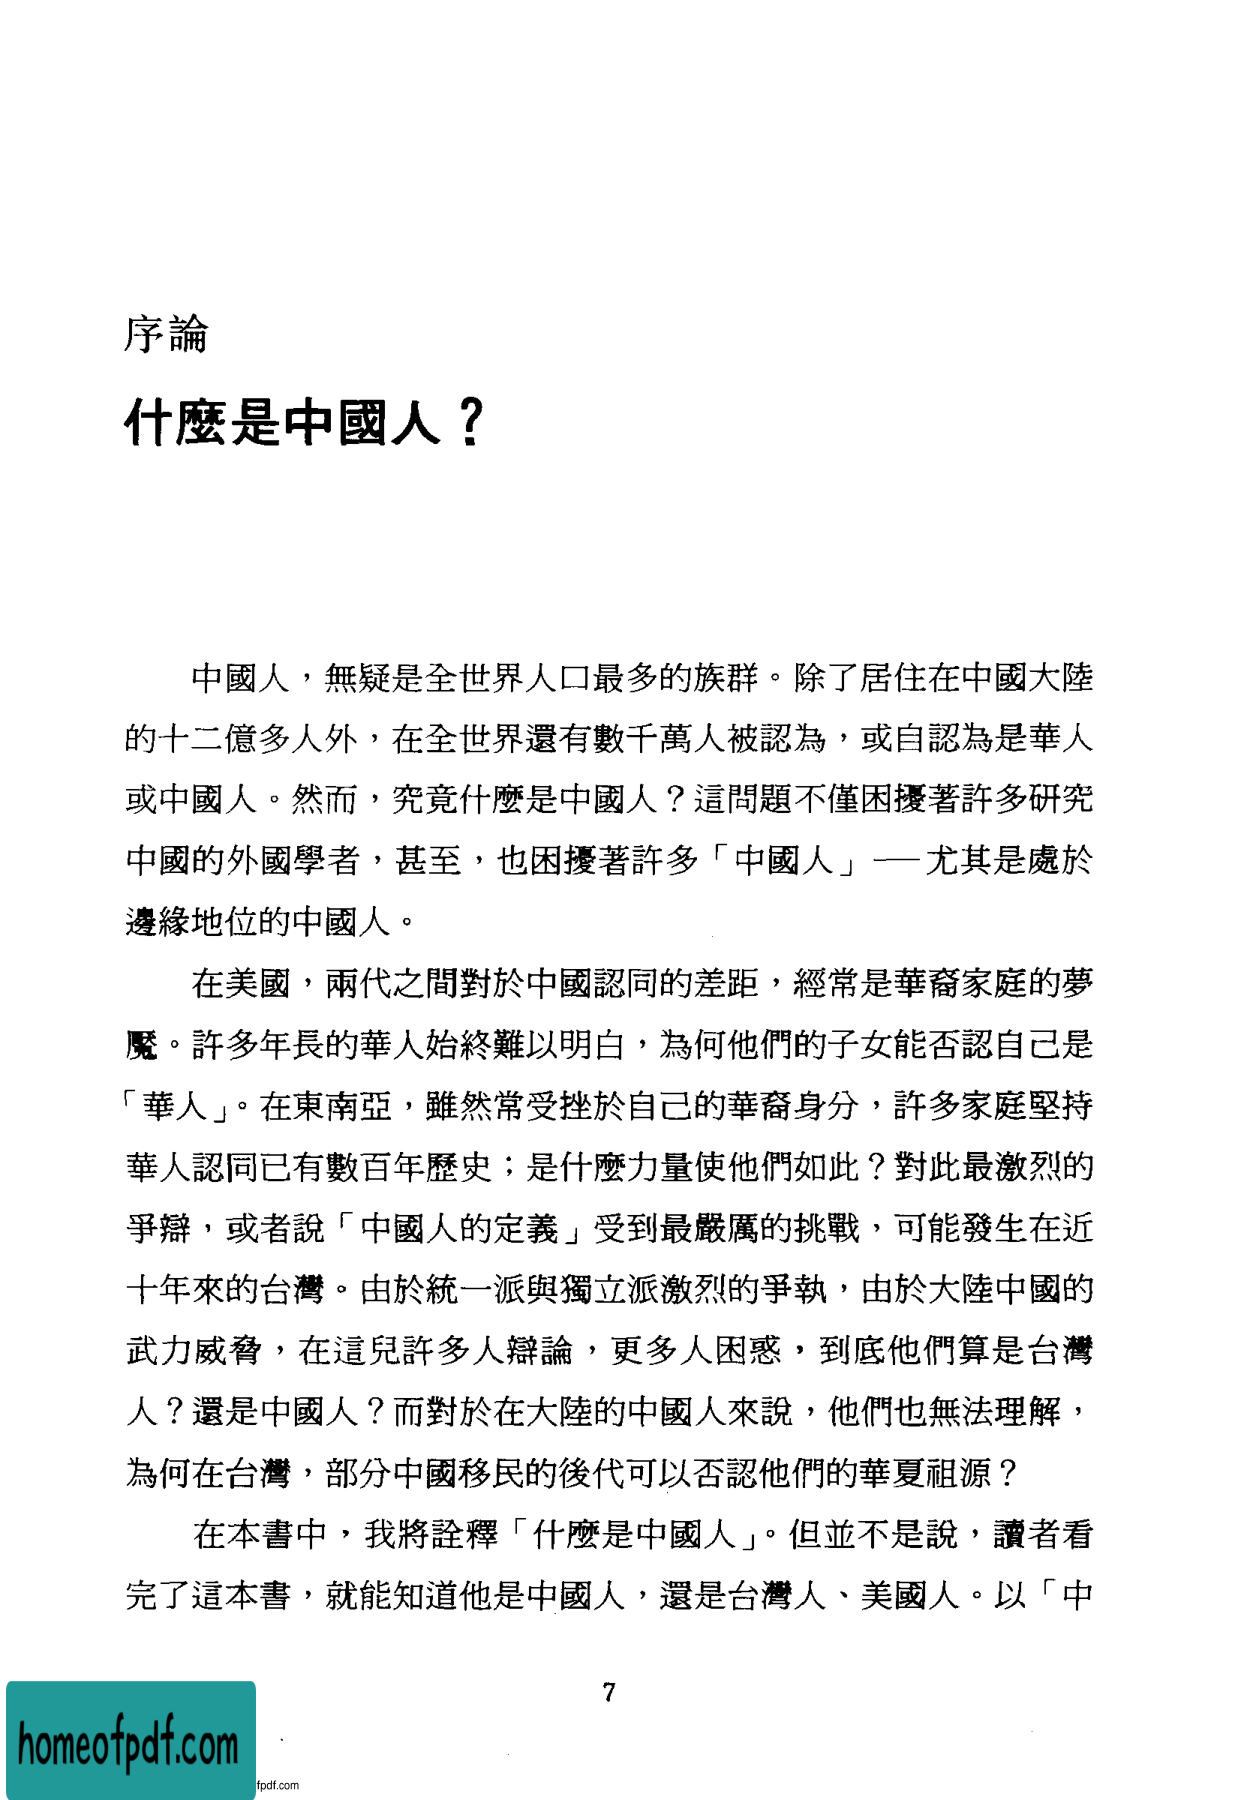 序論
什麼是中國人？
中國人，無疑是全世界人口最多的族群。除了居住在中國大陸
的十二億多人外，在全世界還有數千萬人被認為，或自認為是華人
或中國人。然而，究竟什麼是中國人？這問題不僅困擾著許多研究
中國的外國學者，甚至，也困擾著許多「中國人」——尤其是處於
邊緣地位的中國人。
在美國，兩代之間對於中國認同的差距，經常是華裔家庭的夢
魘。許多年長的華人始終難以明白，為何他們的子女能否認自己是
「華人」。在東南亞，雖然常受挫於自己的華裔身分，許多家庭堅持
華人認同已有數百年歷史；是什麼力量使他們如此？對此最激烈的
爭辯，或者說「中國人的定義」受到最嚴厲的挑戰，可能發生在近
十年來的台灣。由於統一派與獨立派激烈的爭執，由於大陸中國的
武力威脅，在這兒許多人辯論，更多人困惑，到底他們算是台灣
人？還是中國人？而對於在大陸的中國人來說，他們也無法理解，
為何在台灣，部分中國移民的後代可以否認他們的華夏祖源？
在本書中，我將詮釋「什麼是中國人」。但並不是說，讀者看
完了這本書，就能知道他是中國人，還是台灣人、美國人。以「中
7
homeofpdf.com
fpdf.com